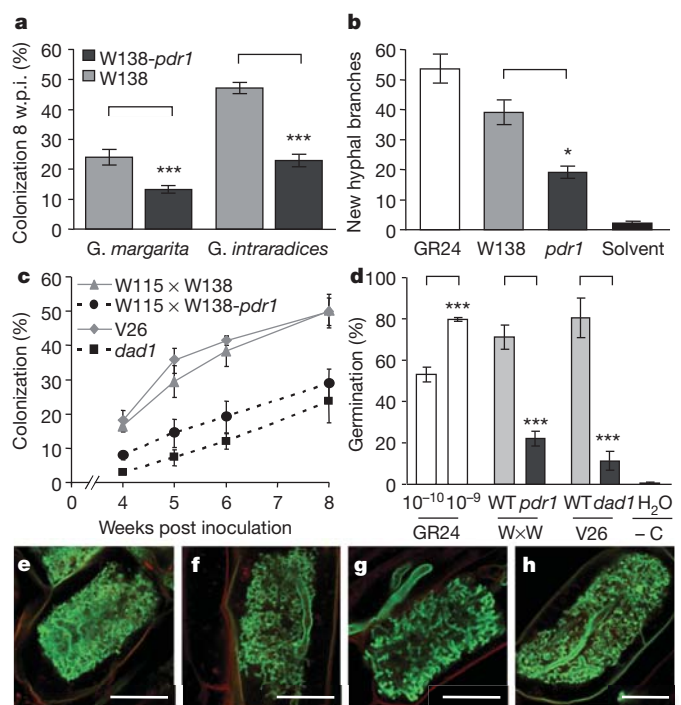 a
60
50
40
30
20
10
0
Colonization 8 w.p.i. (%)
W138-pdr1
W138
***
***
G. margarita
G. intraradices
b
60
50
40
30
20
10
0
New hyphal branches
*
GR24
W138
pdr1
Solvent
c
60
50
40
30
20
10
0
Colonization (%)
W115 × W138
W115 × W138-pdr1
V26
dad1
0
4
5
6
7
8
Weeks post inoculation
d
100
80
60
40
20
0
Germination (%)
***
***
***
10⁻¹⁰ 10⁻⁹
WT pdr1
WT dad1
H₂O
GR24
W×W
V26
– C
e
f
g
h